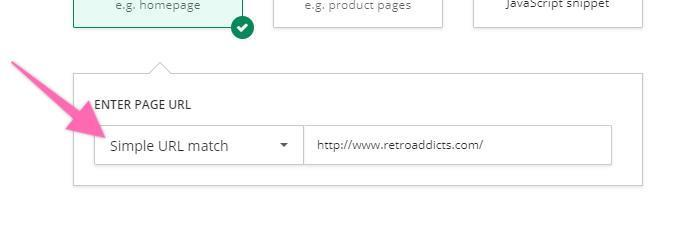 e.g. homepage
e.g. product pages
JavaScript snippet
ENTER PAGE URL
Simple URL match
http://www.retroaddicts.com/